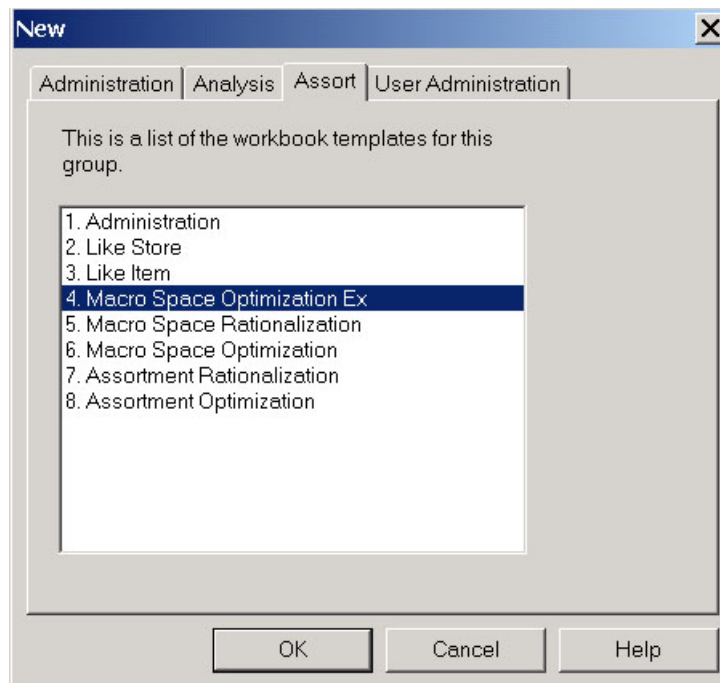 New
Administration Analysis Assort User Administration
This is a list of the workbook templates for this
group.
1. Administration
2. Like Store
3. Like Item
4. Macro Space Optimization Ex
5. Macro Space Rationalization
6. Macro Space Optimization
7. Assortment Rationalization
8. Assortment Optimization
OK Cancel Help